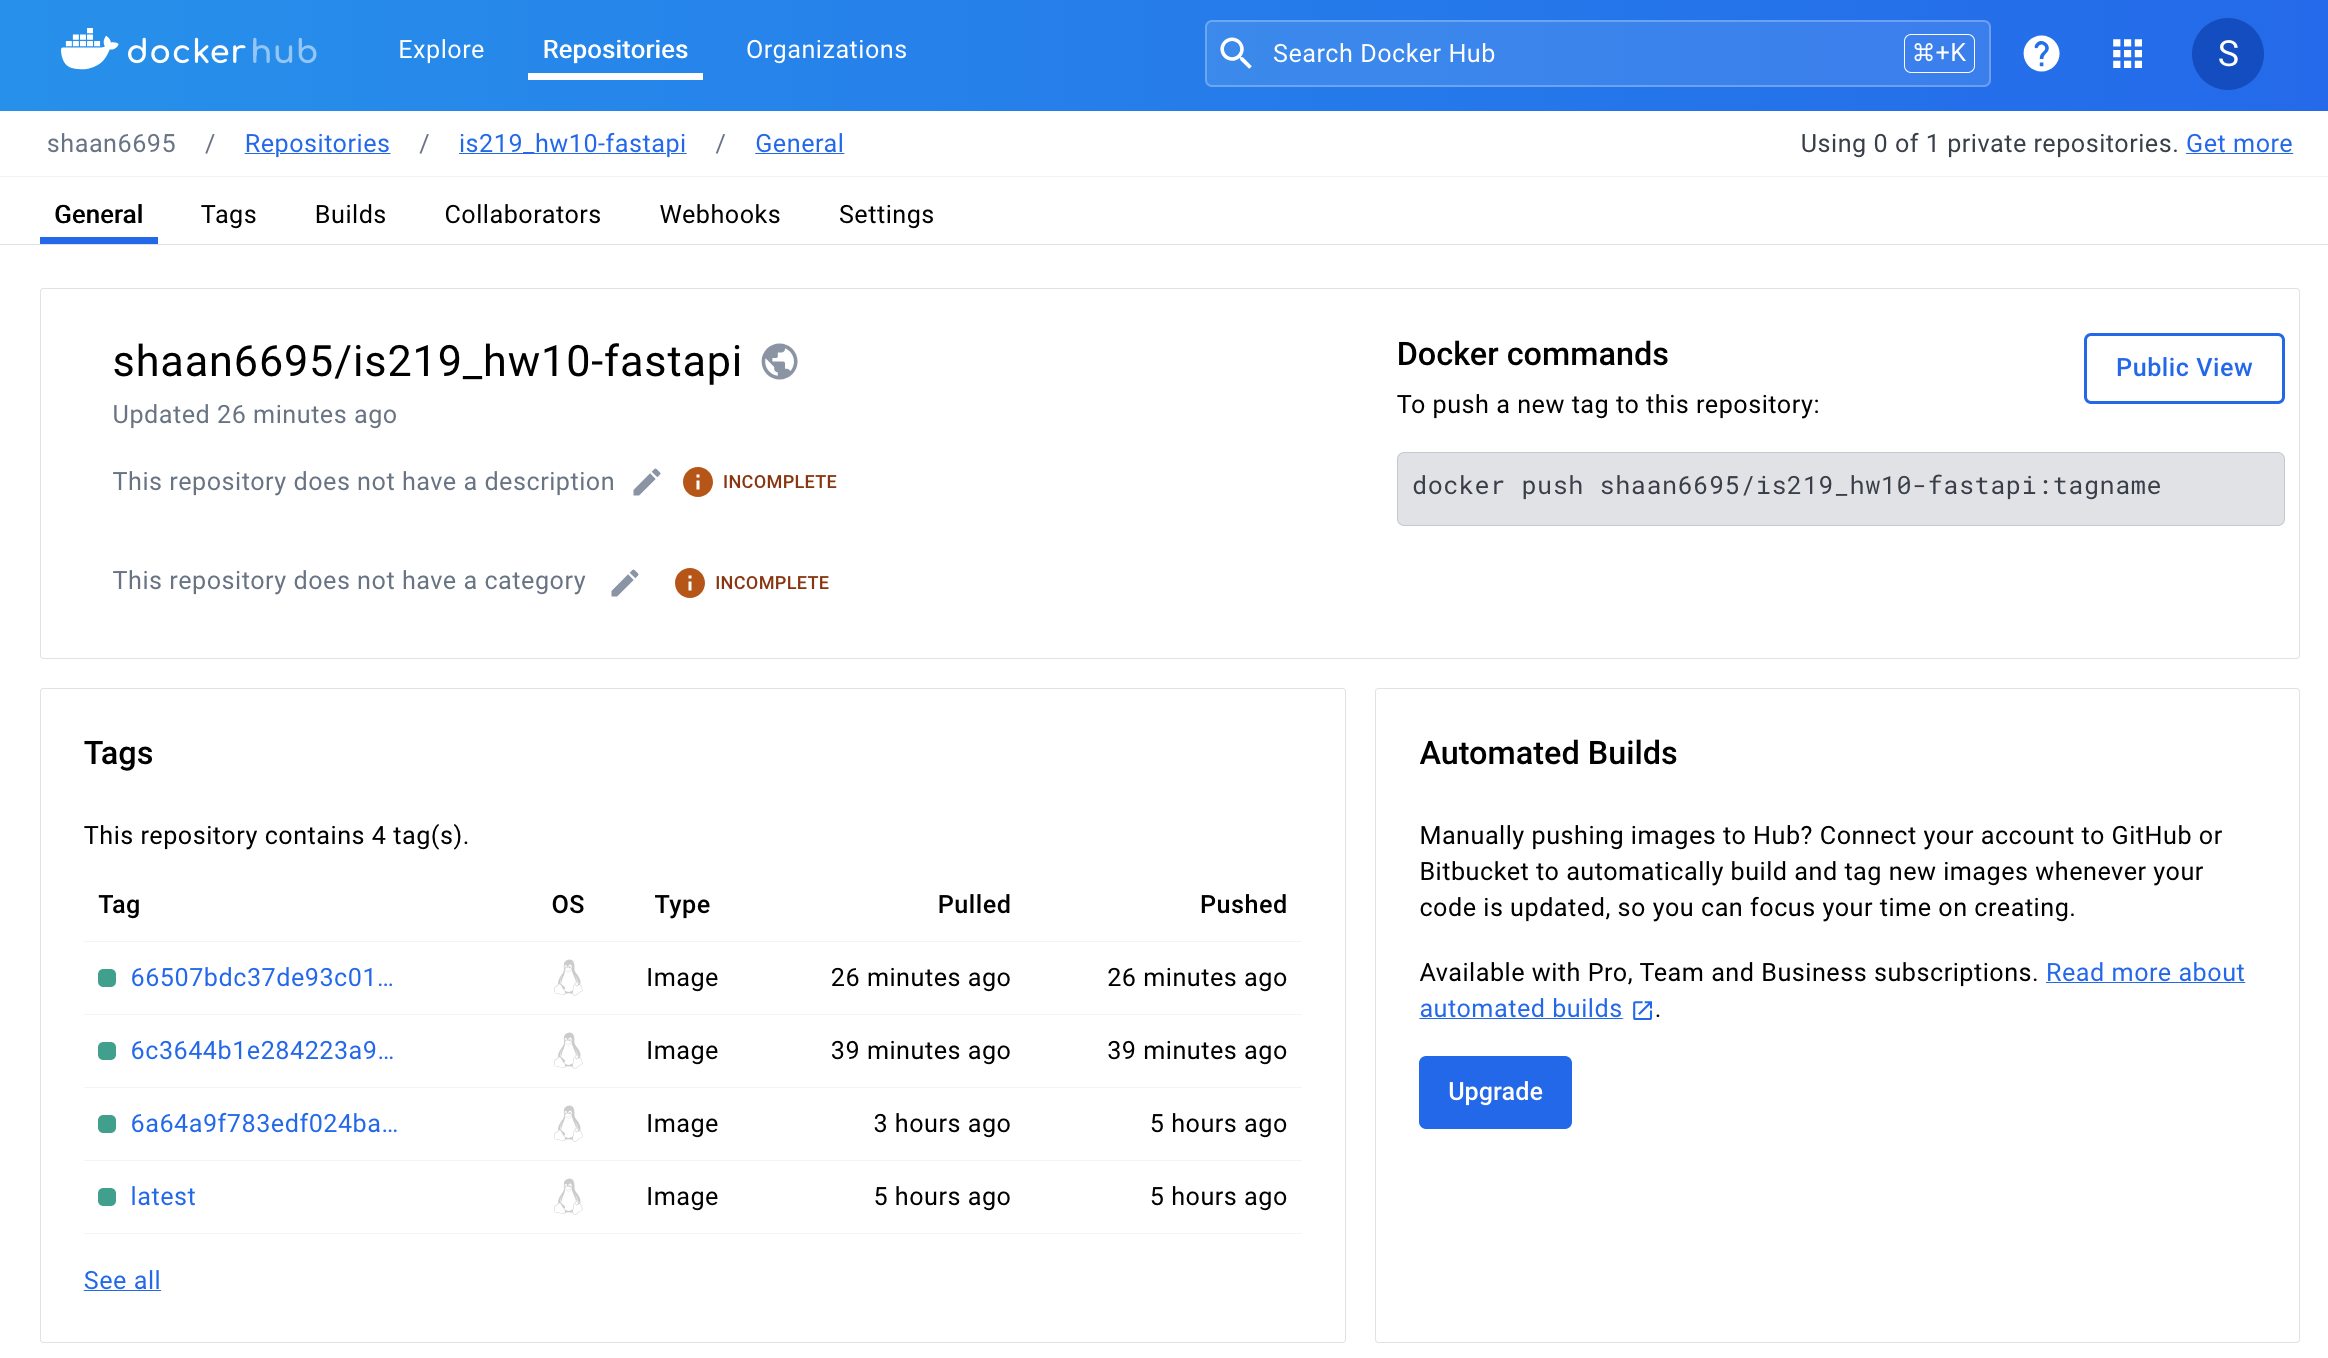 dockerhub
Explore
Repositories
Organizations
Search Docker Hub
⌘+K
?
S
shaan6695 / Repositories / is219_hw10-fastapi / General
Using 0 of 1 private repositories. Get more
General
Tags
Builds
Collaborators
Webhooks
Settings
shaan6695/is219_hw10-fastapi
Updated 26 minutes ago
This repository does not have a description
INCOMPLETE
This repository does not have a category
INCOMPLETE
Docker commands
Public View
To push a new tag to this repository:
docker push shaan6695/is219_hw10-fastapi:tagname
Tags
This repository contains 4 tag(s).
Tag OS Type Pulled Pushed
66507bdc37de93c01… Image 26 minutes ago 26 minutes ago
6c3644b1e284223a9… Image 39 minutes ago 39 minutes ago
6a64a9f783edf024ba… Image 3 hours ago 5 hours ago
latest Image 5 hours ago 5 hours ago
See all
Automated Builds
Manually pushing images to Hub? Connect your account to GitHub or
Bitbucket to automatically build and tag new images whenever your
code is updated, so you can focus your time on creating.
Available with Pro, Team and Business subscriptions. Read more about
automated builds .
Upgrade